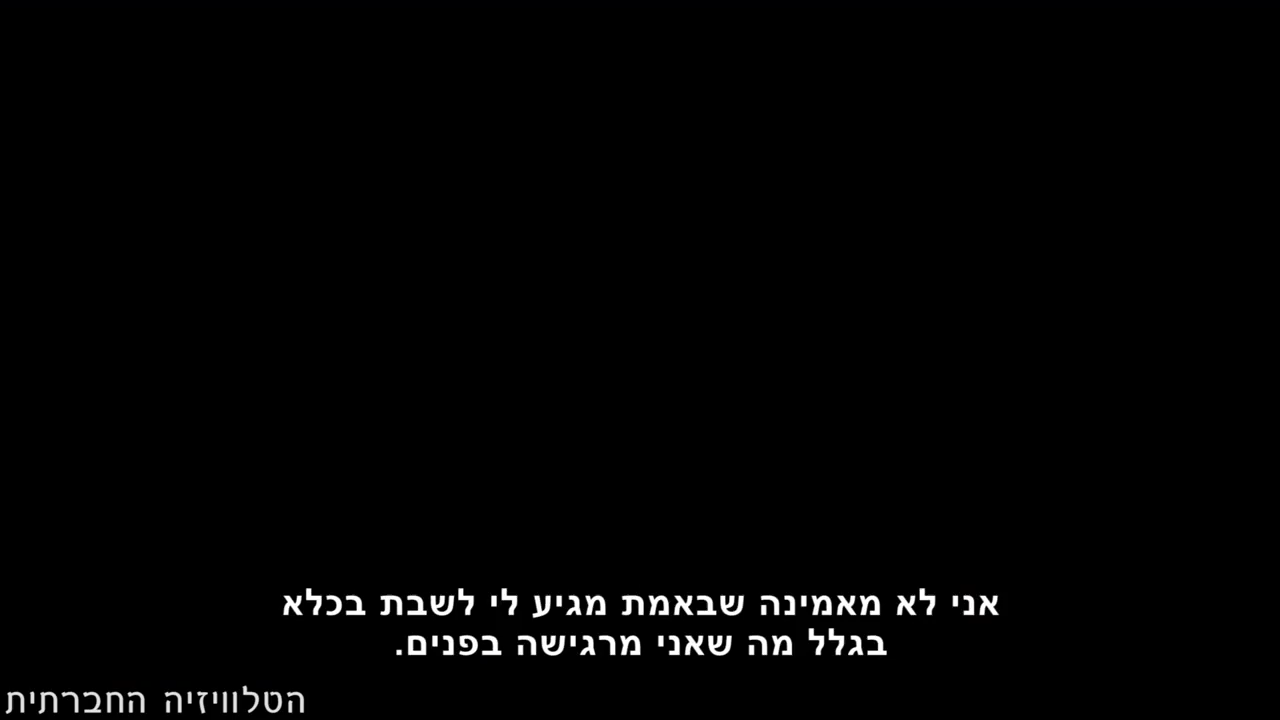 אני לא מאמינה שבאמת מגיע לי לשבת בכלא
בגלל מה שאני מרגישה בפנים.
הטלוויזיה החברתית